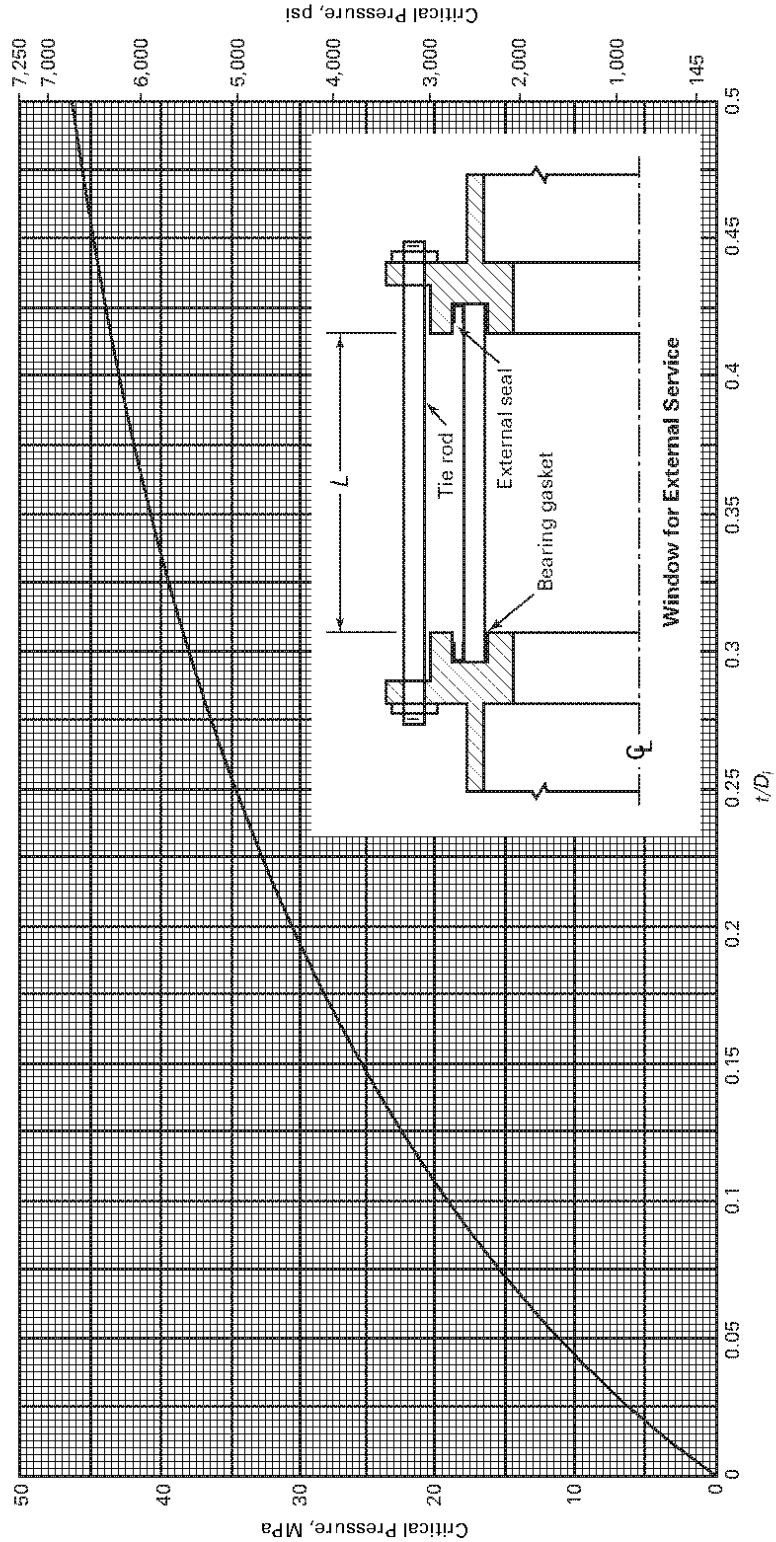 Critical Pressure, psi
7,250
7,000
6,000
5,000
4,000
3,000
2,000
1,000
145
Critical Pressure, MPa
50
40
30
20
10
0
0
0.05
0.1
0.15
0.2
0.25
0.3
0.35
0.4
0.45
0.5
t/Di
L
Tie rod
External seal
Bearing gasket
CL
Window for External Service